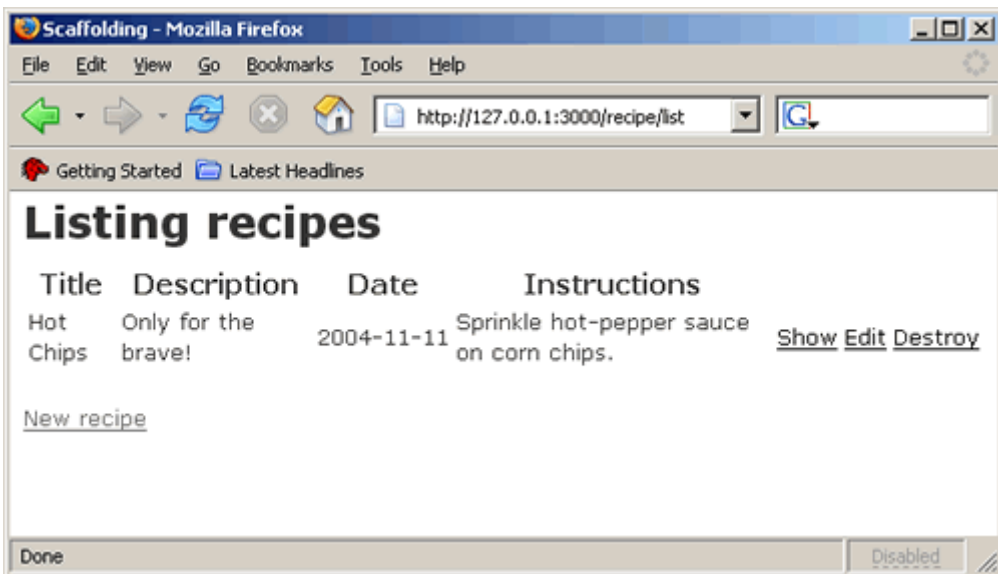 Scaffolding - Mozilla Firefox
File Edit View Go Bookmarks Tools Help
http://127.0.0.1:3000/recipe/list G
Getting Started Latest Headlines
Listing recipes
Title Description Date Instructions
Hot Chips Only for the brave! 2004-11-11 Sprinkle hot-pepper sauce on corn chips. Show Edit Destroy
New recipe
Done Disabled